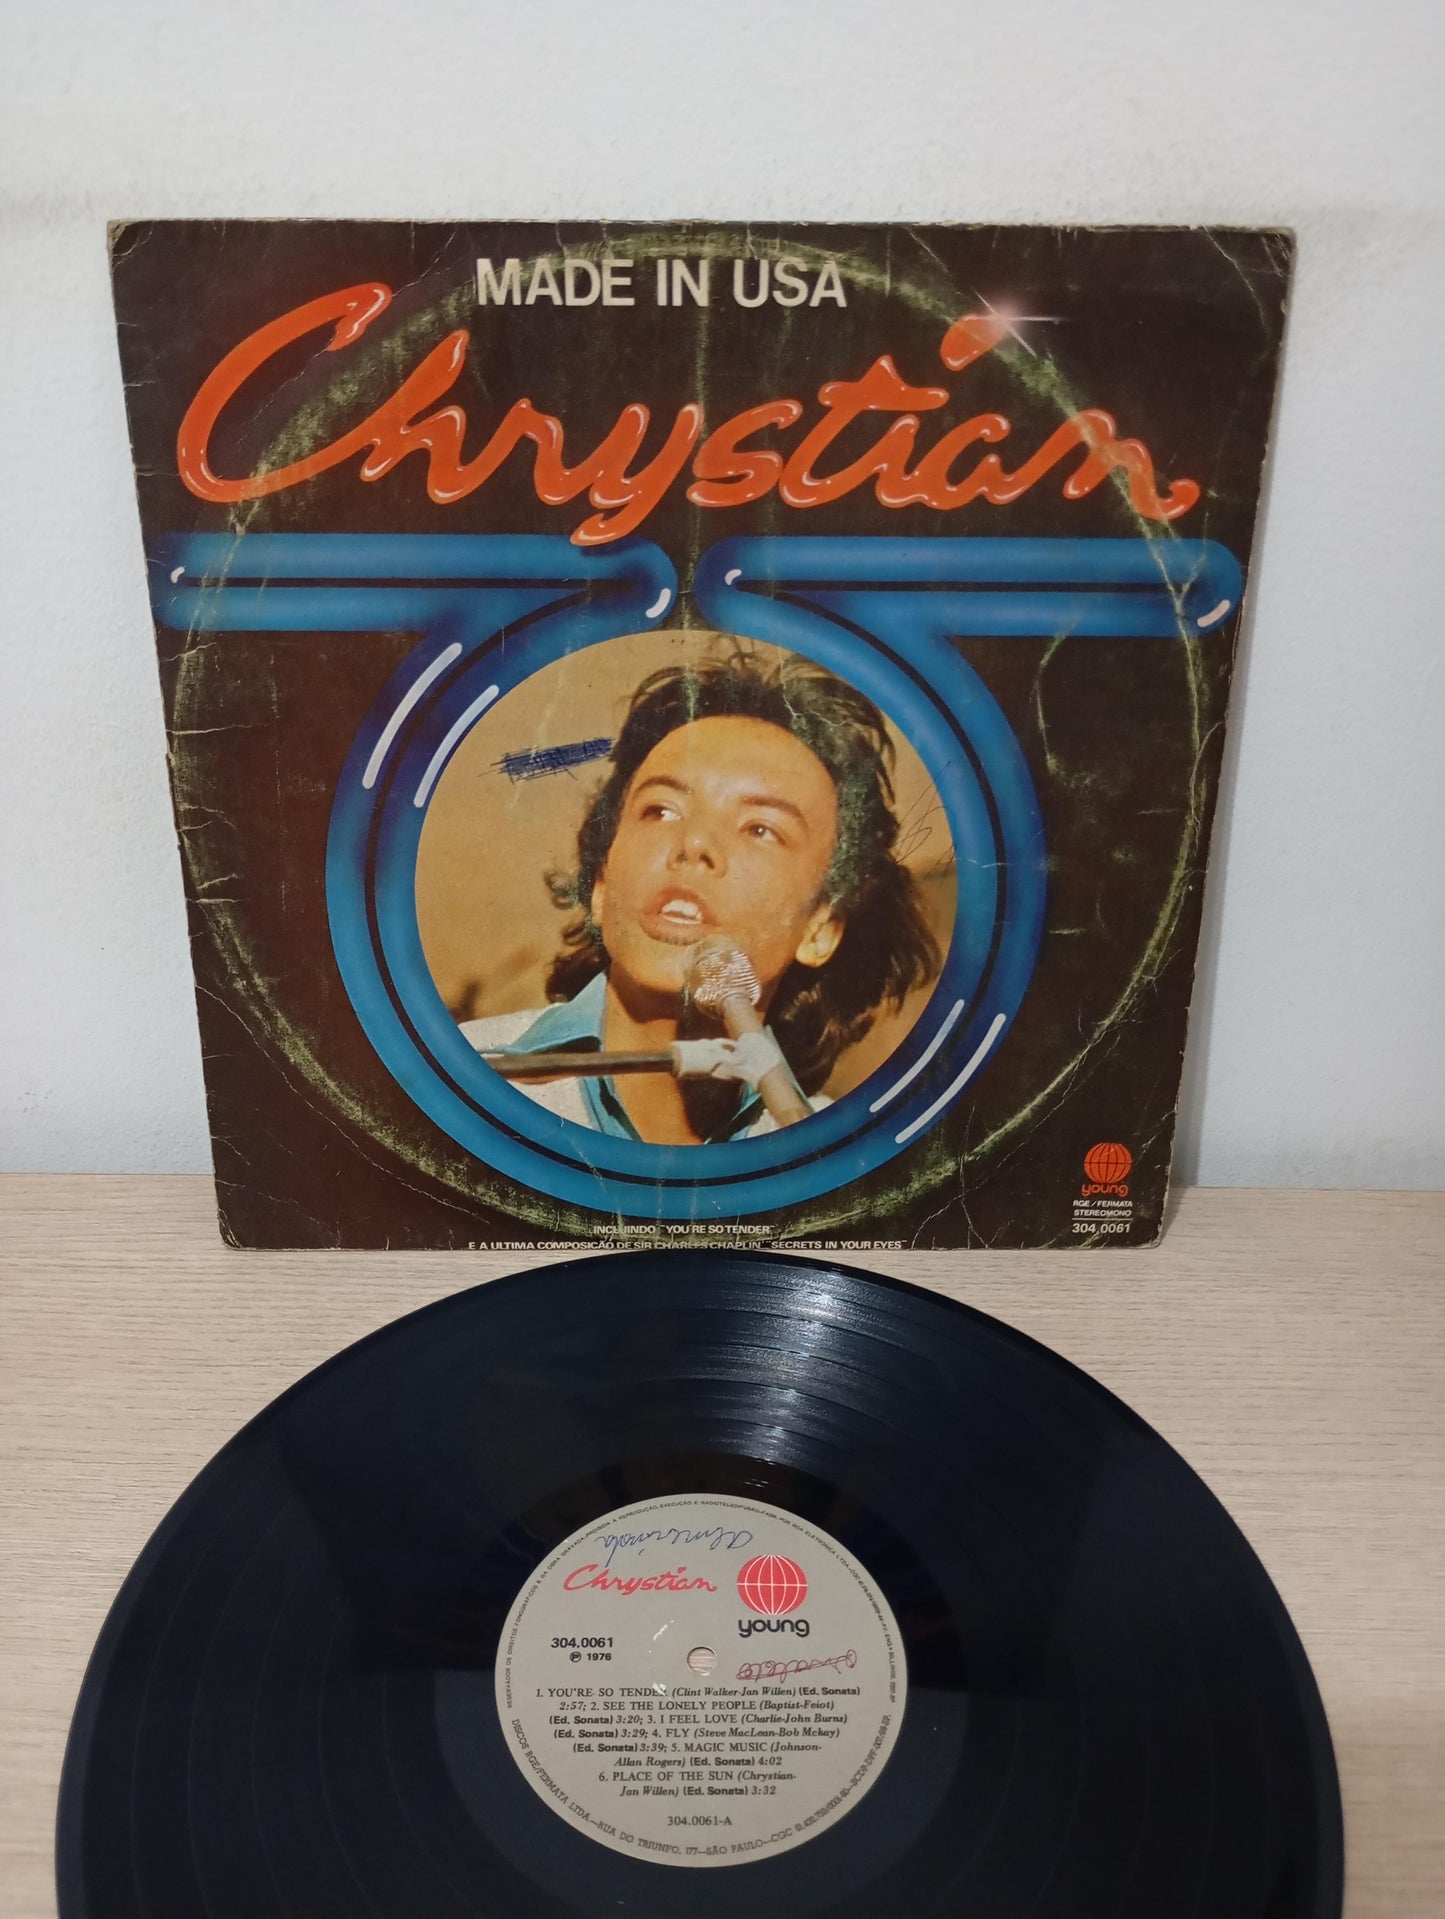 MADE IN USA
Chrystian
young
RGE/FERMATA
STEREOMONO
304.0061
INCLUINDO "YOU'RE SO TENDER"
E A ULTIMA COMPOSIÇÃO DE SIR CHARLES CHAPLIN "SECRETS IN YOUR EYES"
Chrystian
young
304.0061
℗ 1976
1. YOU'RE SO TENDER (Clint Walker-Jan Willen) (Ed. Sonata)
2:57; 2. SEE THE LONELY PEOPLE (Baptist-Feiot)
(Ed. Sonata) 3:20; 3. I FEEL LOVE (Charlie-John Burns)
(Ed. Sonata) 3:29; 4. FLY (Steve MacLean-Bob Mckay)
(Ed. Sonata) 3:39; 5. MAGIC MUSIC (Johnson-
Allan Rogers) (Ed. Sonata) 4:02
6. PLACE OF THE SUN (Chrystian-
Jan Willen) (Ed. Sonata) 3:32
304.0061-A
DISCOS RGE/FERMATA LTDA.—RUA DO TRIUNFO, 177—SÃO PAULO—CGC